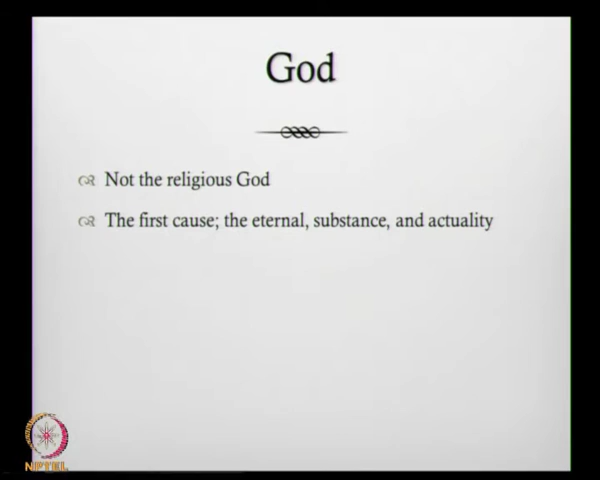 God
Not the religious God
The first cause; the eternal, substance, and actuality
NPTEL